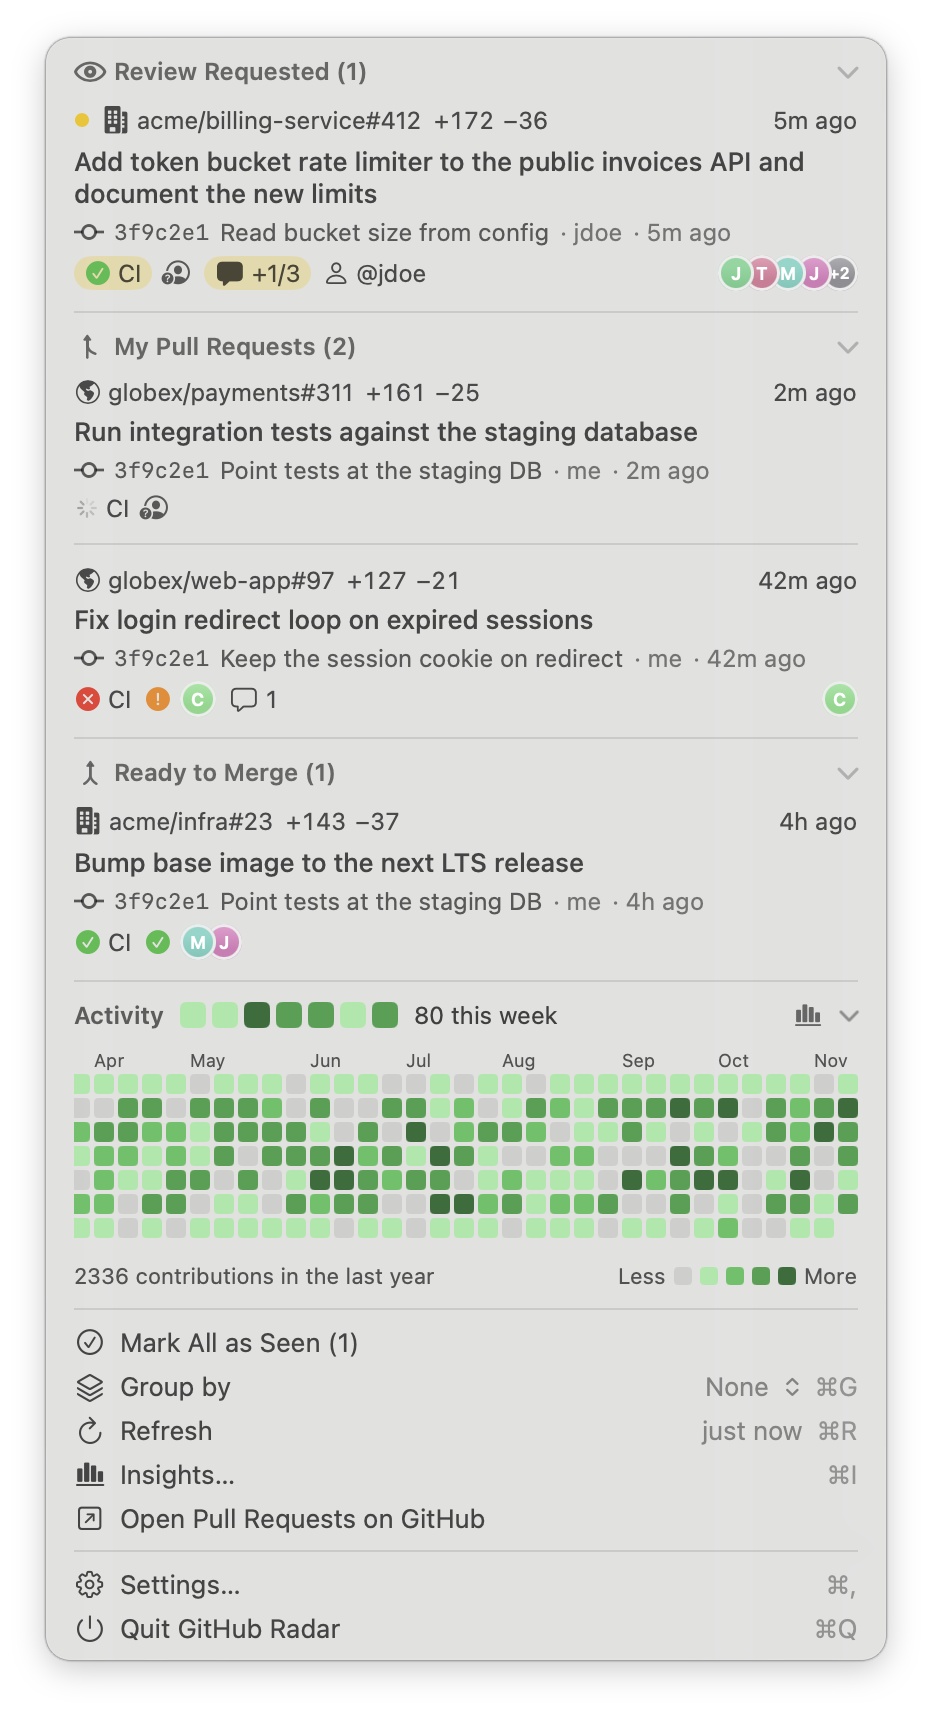 Review Requested (1)
acme/billing-service#412 +172 −36 5m ago
Add token bucket rate limiter to the public invoices API and
document the new limits
3f9c2e1 Read bucket size from config · jdoe · 5m ago
CI +1/3 @jdoe J T M J +2
My Pull Requests (2)
globex/payments#311 +161 −25 2m ago
Run integration tests against the staging database
3f9c2e1 Point tests at the staging DB · me · 2m ago
CI
globex/web-app#97 +127 −21 42m ago
Fix login redirect loop on expired sessions
3f9c2e1 Keep the session cookie on redirect · me · 42m ago
CI C 1 C
Ready to Merge (1)
acme/infra#23 +143 −37 4h ago
Bump base image to the next LTS release
3f9c2e1 Point tests at the staging DB · me · 4h ago
CI M J
Activity 80 this week
Apr May Jun Jul Aug Sep Oct Nov
2336 contributions in the last year Less More
Mark All as Seen (1)
Group by None ⌘G
Refresh just now ⌘R
Insights... ⌘I
Open Pull Requests on GitHub
Settings... ⌘,
Quit GitHub Radar ⌘Q